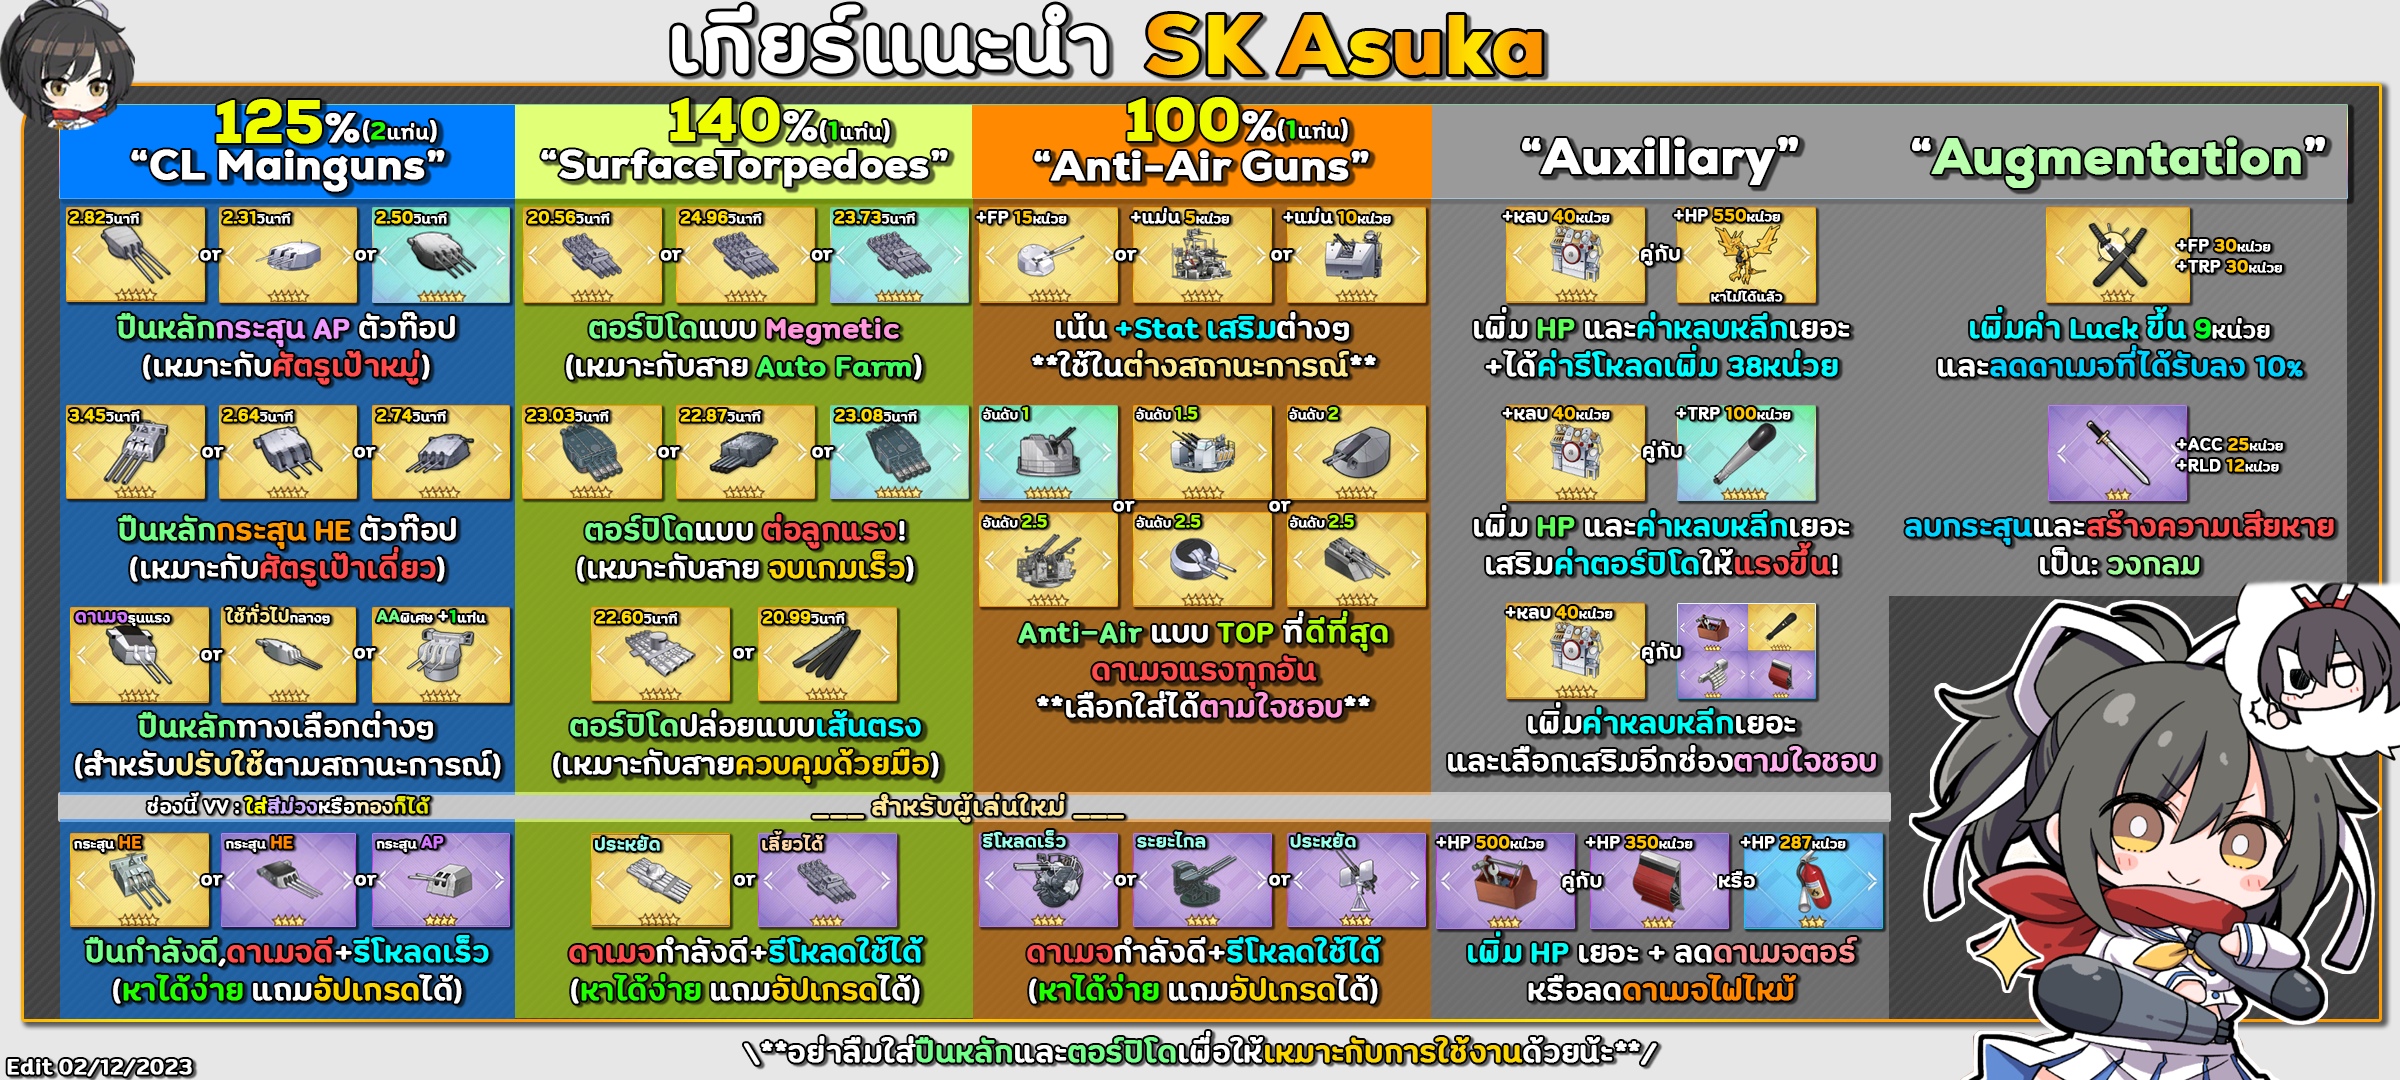 เกียร์แนะนำ SK Asuka
125%(2แท่น)
“CL Mainguns”
140%(1แท่น)
“SurfaceTorpedoes”
100%(1แท่น)
“Anti-Air Guns”
“Auxiliary”
“Augmentation”
2.82วินาที
or
2.31วินาที
or
2.50วินาที
ปืนหลักกระสุน AP ตัวท๊อป
(เหมาะกับศัตรูเป้าหมู่)
3.45วินาที
or
2.64วินาที
or
2.74วินาที
ปืนหลักกระสุน HE ตัวท๊อป
(เหมาะกับศัตรูเป้าเดี่ยว)
ดาเมจรุนแรง
or
ใช้ทั่วไปกลางๆ
or
AAพิเศษ +1แท่น
ปืนหลักทางเลือกต่างๆ
(สำหรับปรับใช้ตามสถานะการณ์)
20.56วินาที
or
24.96วินาที
or
23.73วินาที
ตอร์ปิโดแบบ Megnetic
(เหมาะกับสาย Auto Farm)
23.03วินาที
or
22.87วินาที
or
23.08วินาที
ตอร์ปิโดแบบ ต่อลูกแรง!
(เหมาะกับสาย จบเกมเร็ว)
22.60วินาที
or
20.99วินาที
ตอร์ปิโดปล่อยแบบเส้นตรง
(เหมาะกับสายควบคุมด้วยมือ)
+FP 15หน่วย
or
+แม่น 5หน่วย
or
+แม่น 10หน่วย
เน้น +Stat เสริมต่างๆ
**ใช้ในต่างสถานะการณ์**
อันดับ 1
อันดับ 1.5
อันดับ 2
or
or
อันดับ 2.5
อันดับ 2.5
อันดับ 2.5
Anti-Air แบบ TOP ที่ดีที่สุด
ดาเมจแรงทุกอัน
**เลือกใส่ได้ตามใจชอบ**
+หลบ 40หน่วย
คู่กับ
+HP 550หน่วย
หาไม่ได้แล้ว
เพิ่ม HP และค่าหลบหลีกเยอะ
+ได้ค่ารีโหลดเพิ่ม 38หน่วย
+หลบ 40หน่วย
คู่กับ
+TRP 100หน่วย
เพิ่ม HP และค่าหลบหลีกเยอะ
เสริมค่าตอร์ปิโดให้แรงขึ้น!
+หลบ 40หน่วย
คู่กับ
เพิ่มค่าหลบหลีกเยอะ
และเลือกเสริมอีกช่องตามใจชอบ
+FP 30หน่วย
+TRP 30หน่วย
เพิ่มค่า Luck ขึ้น 9หน่วย
และลดดาเมจที่ได้รับลง 10%
+ACC 25หน่วย
+RLD 12หน่วย
ลบกระสุนและสร้างความเสียหาย
เป็น: วงกลม
ช่องนี้ VV : ใส่สีม่วงหรือทองก็ได้
___ สำหรับผู้เล่นใหม่ ___
กระสุน HE
or
กระสุน HE
or
กระสุน AP
ปืนกำลังดี,ดาเมจดี+รีโหลดเร็ว
(หาได้ง่าย แถมอัปเกรดได้)
ประหยัด
or
เลี้ยวได้
ดาเมจกำลังดี+รีโหลดใช้ได้
(หาได้ง่าย แถมอัปเกรดได้)
รีโหลดเร็ว
or
ระยะไกล
or
ประหยัด
ดาเมจกำลังดี+รีโหลดใช้ได้
(หาได้ง่าย แถมอัปเกรดได้)
+HP 500หน่วย
คู่กับ
+HP 350หน่วย
หรือ
+HP 287หน่วย
เพิ่ม HP เยอะ + ลดดาเมจตอร์
หรือลดดาเมจไฟไหม้
\**อย่าลืมใส่ปืนหลักและตอร์ปิโดเพื่อให้เหมาะกับการใช้งานด้วยน้ะ**/
Edit 02/12/2023